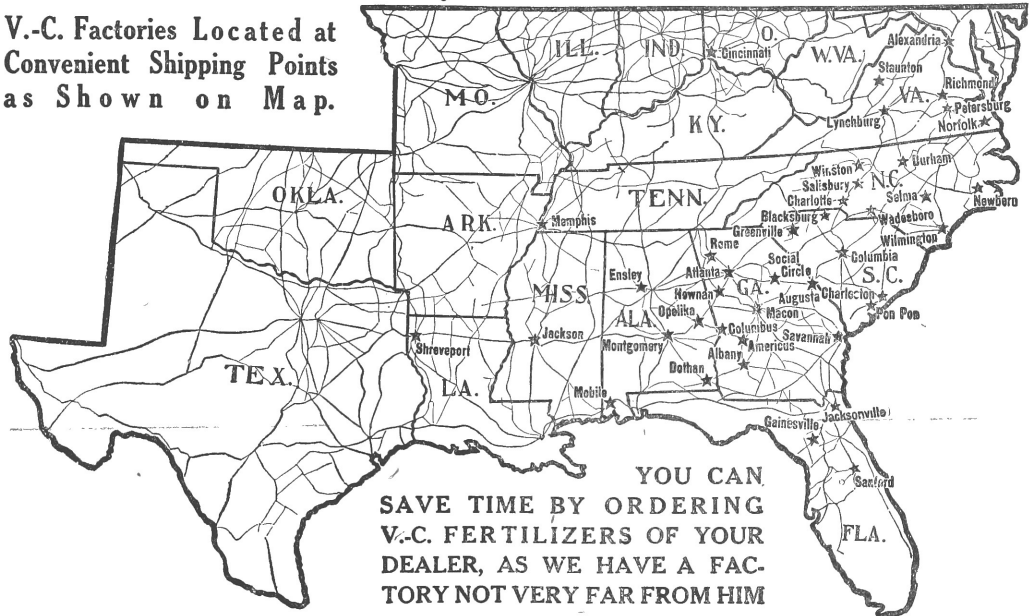 V.-C. Factories Located at
Convenient Shipping Points
as Shown on Map.
ILL.
IND.
O.
Cincinnati
W.VA.
Alexandria
Staunton
MO.
VA.
Richmond
Petersburg
Lynchburg
Norfolk
KY.
Durham
Winston
Salisbury
N.C.
OKLA.
TENN.
Charlotte
Selma
Newbern
ARK.
Memphis
Blacksburg
Wadesboro
Greenville
Wilmington
Rome
Columbia
Social
Circle
Ensley
Atlanta
S.C.
MISS.
Newnan
GA.
Augusta
Charleston
Opelika
Macon
Pon Pon
ALA.
Columbus
Savannah
Jackson
Montgomery
Americus
Shreveport
Albany
TEX.
Dothan
LA.
Mobile
Jacksonville
Gainesville
Sanford
FLA.
YOU CAN
SAVE TIME BY ORDERING
V.-C. FERTILIZERS OF YOUR
DEALER, AS WE HAVE A FAC-
TORY NOT VERY FAR FROM HIM